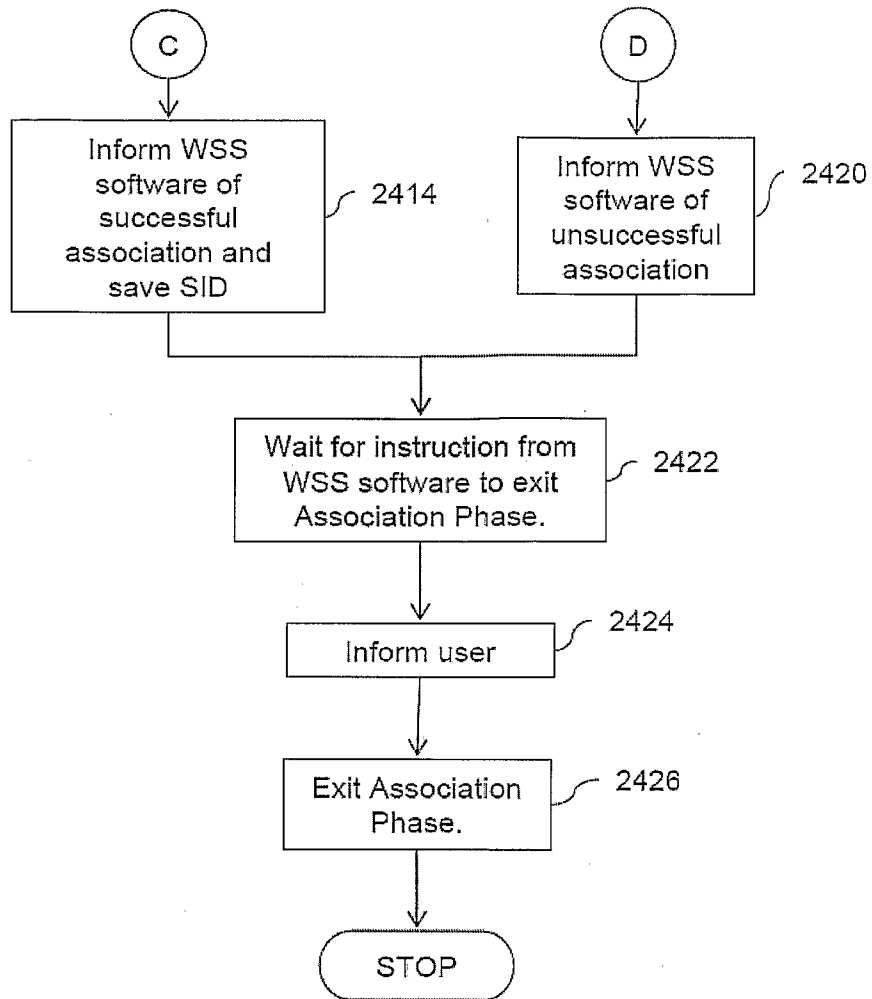 C
D
Inform WSS
software of
successful
association and
save SID
2414
Inform WSS
software of
unsuccessful
association
2420
Wait for instruction from
WSS software to exit
Association Phase.
2422
Inform user
2424
Exit Association
Phase.
2426
STOP